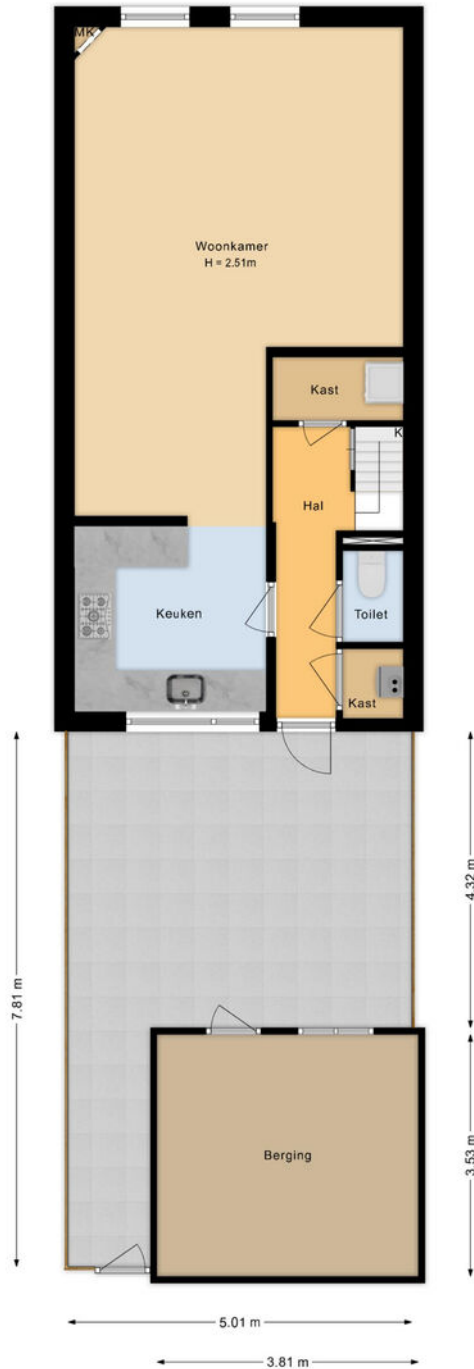 MK
Woonkamer
H = 2.51m
Kast
K
Hal
Keuken
Toilet
Kast
4.32 m
7.81 m
3.53 m
Berging
5.01 m
3.81 m